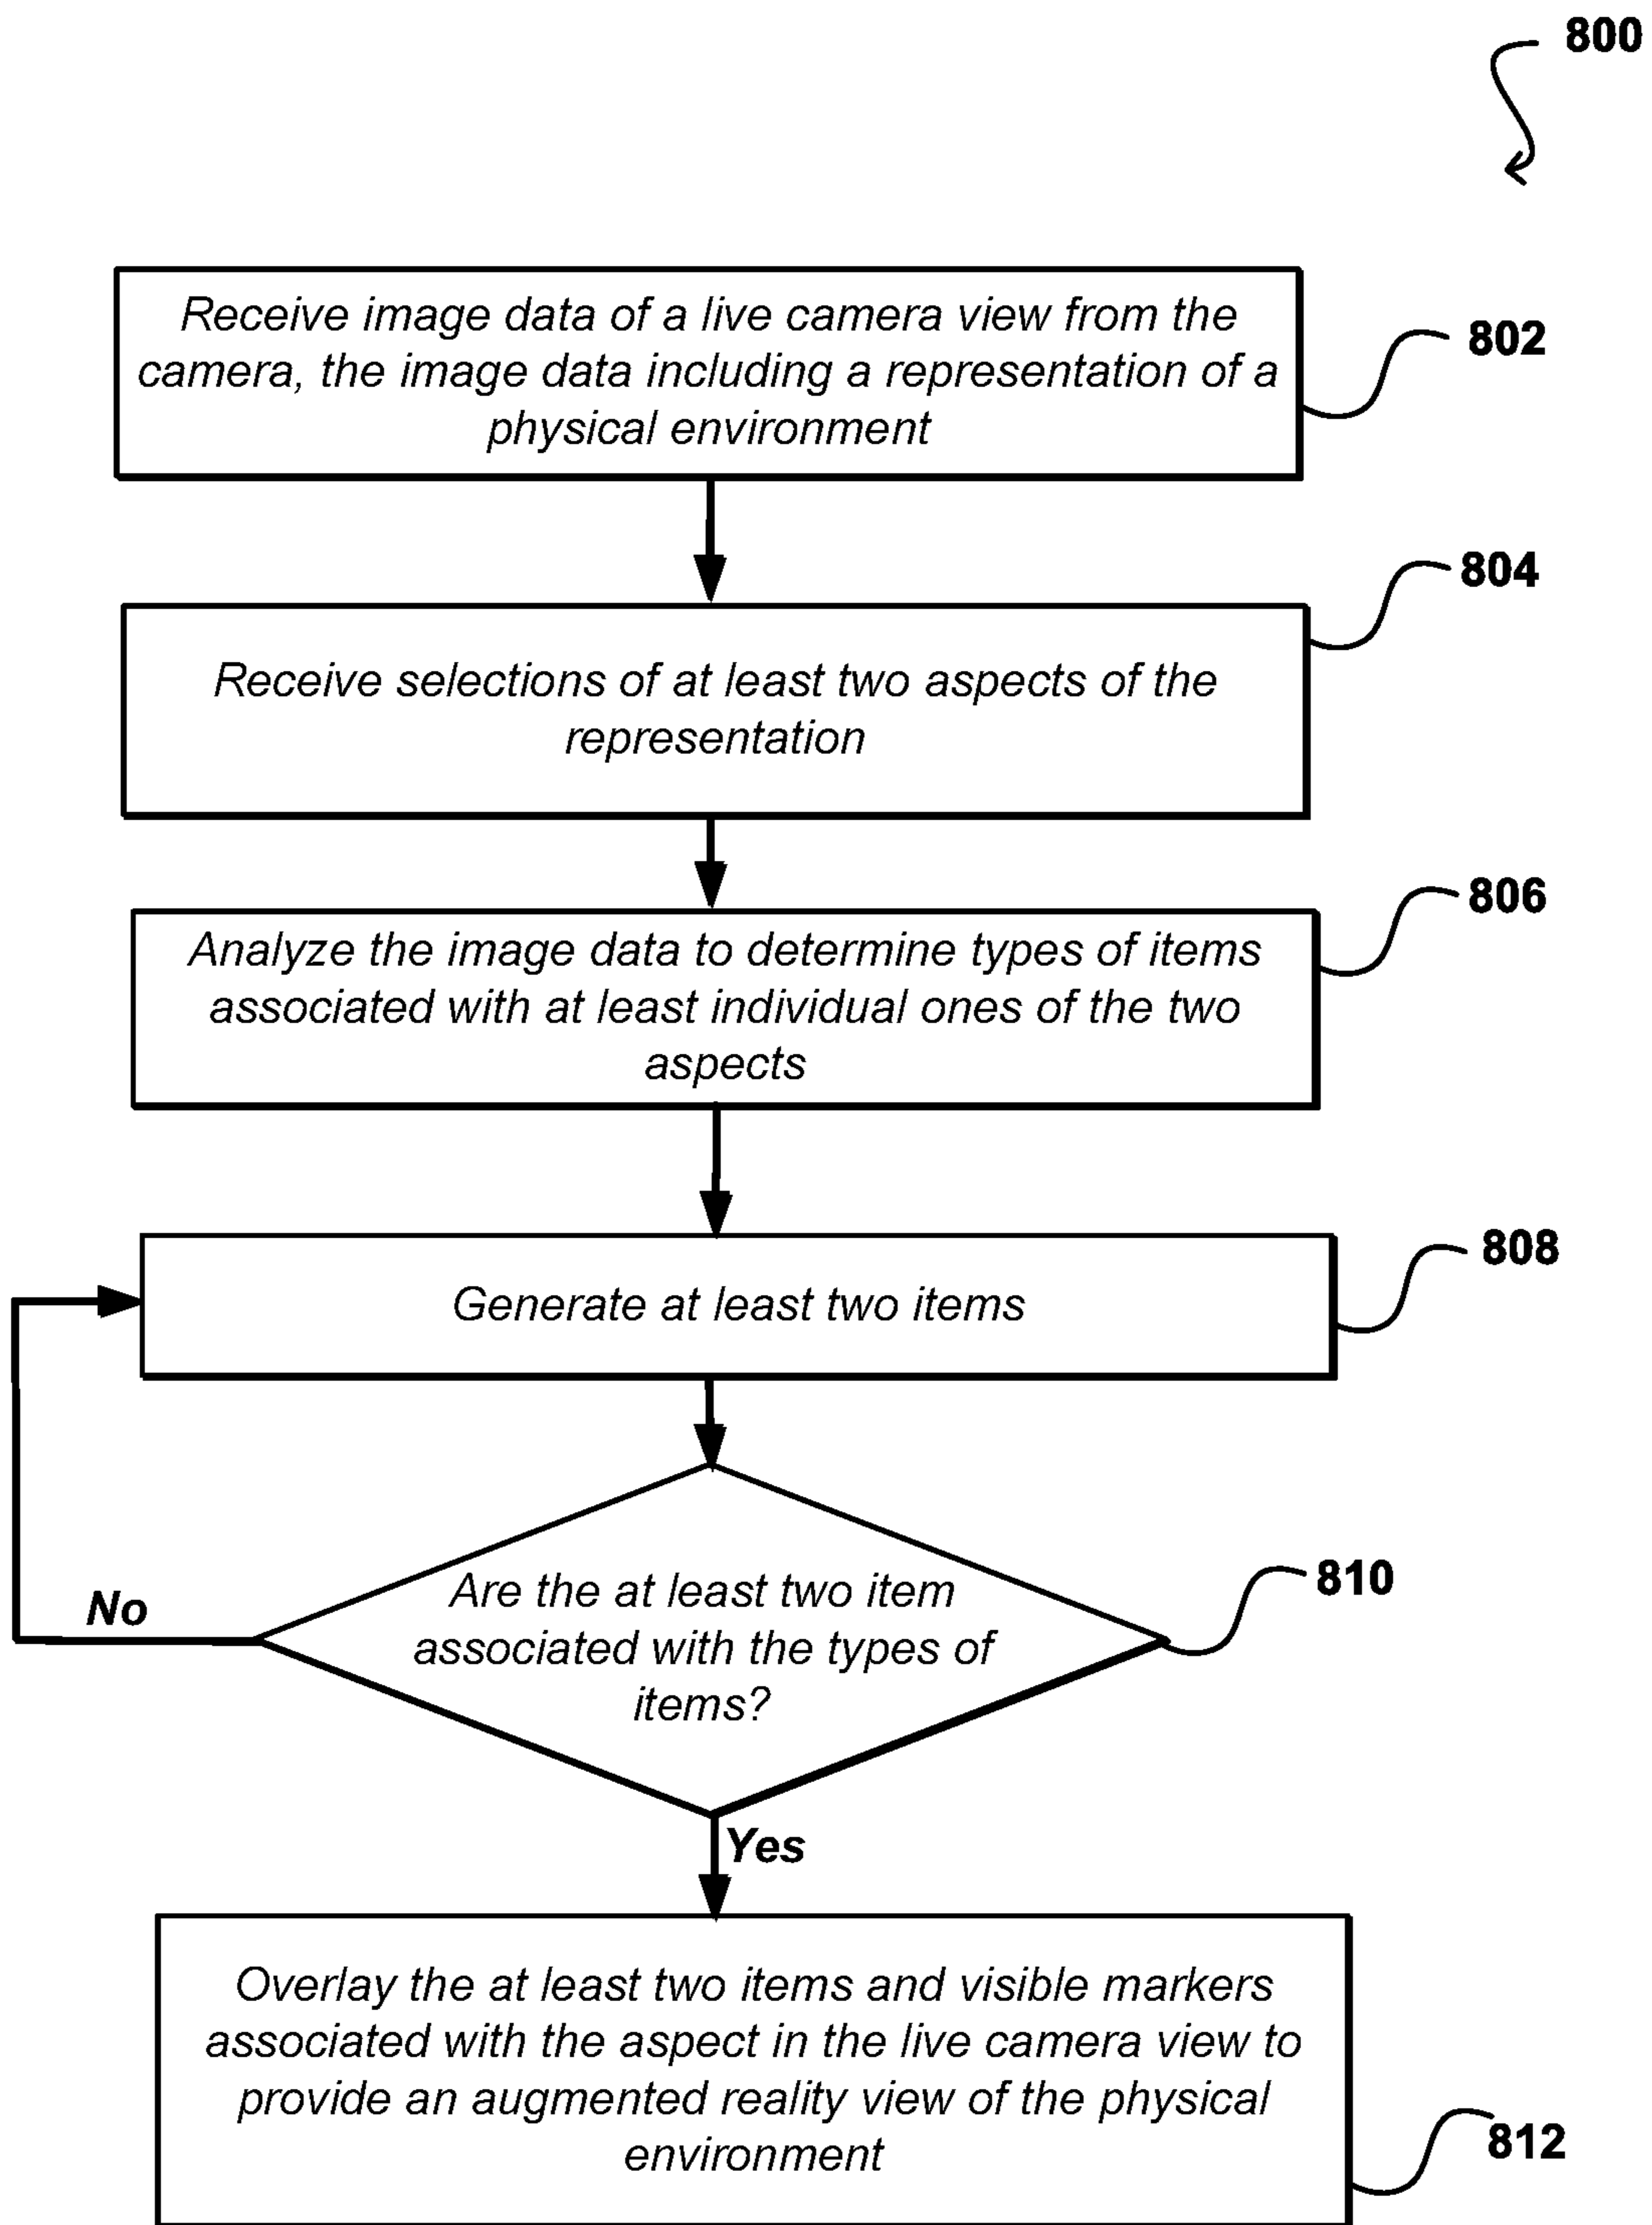 800
Receive image data of a live camera view from the
camera, the image data including a representation of a
physical environment
802
804
Receive selections of at least two aspects of the
representation
806
Analyze the image data to determine types of items
associated with at least individual ones of the two
aspects
808
Generate at least two items
Are the at least two item
associated with the types of
items?
810
No
Yes
Overlay the at least two items and visible markers
associated with the aspect in the live camera view to
provide an augmented reality view of the physical
environment
812